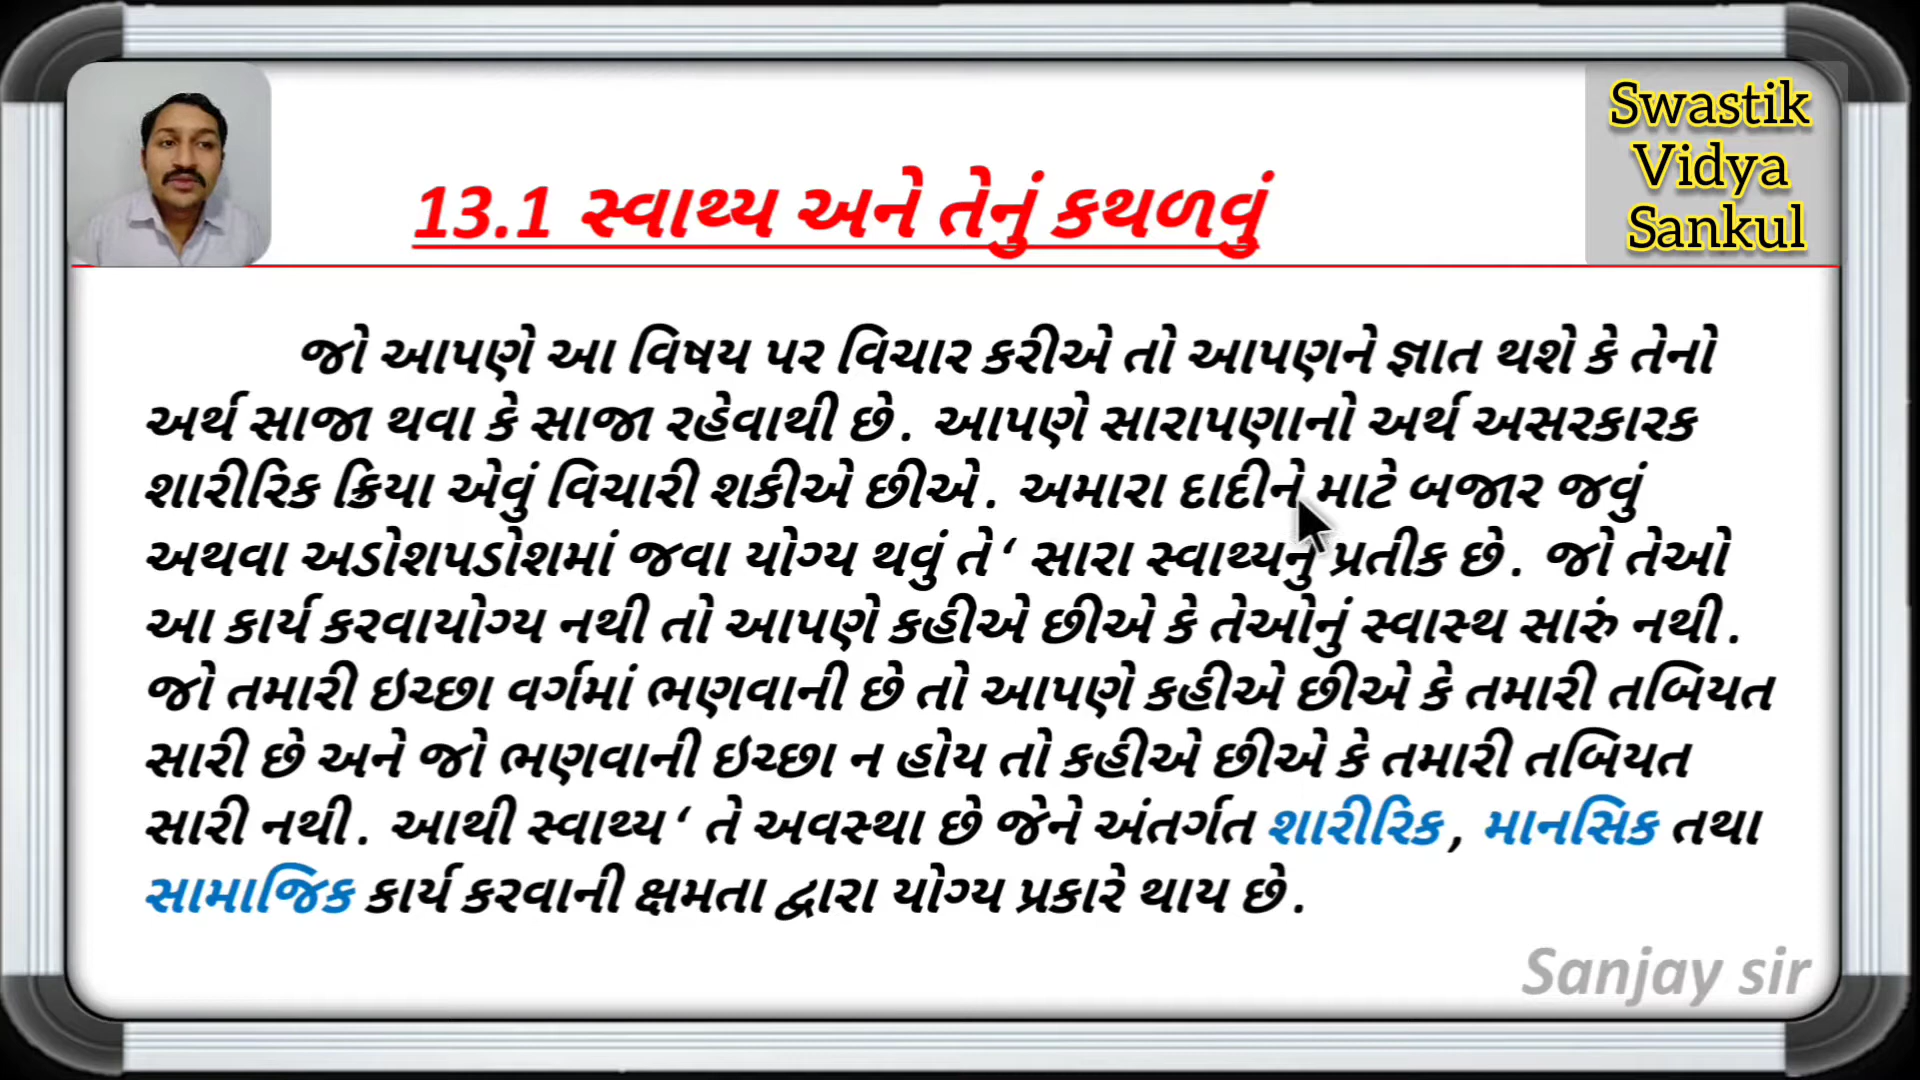 Swastik
Vidya
Sankul
13.1 સ્વાથ્ય અને તેનું કથળવું
જો આપણે આ વિષય પર વિચાર કરીએ તો આપણને જ્ઞાત થશે કે તેનો
અર્થ સાજા થવા કે સાજા રહેવાથી છે. આપણે સારાપણાનો અર્થ અસરકારક
શારીરિક ક્રિયા એવું વિચારી શકીએ છીએ. અમારા દાદીને માટે બજાર જવું
અથવા અડોશપડોશમાં જવા યોગ્ય થવું તે‘ સારા સ્વાથ્યનું પ્રતીક છે. જો તેઓ
આ કાર્ય કરવાયોગ્ય નથી તો આપણે કહીએ છીએ કે તેઓનું સ્વાસ્થ સારું નથી.
જો તમારી ઇચ્છા વર્ગમાં ભણવાની છે તો આપણે કહીએ છીએ કે તમારી તબિયત
સારી છે અને જો ભણવાની ઇચ્છા ન હોય તો કહીએ છીએ કે તમારી તબિયત
સારી નથી. આથી સ્વાથ્ય‘ તે અવસ્થા છે જેને અંતર્ગત શારીરિક, માનસિક તથા
સામાજિક કાર્ય કરવાની ક્ષમતા દ્વારા યોગ્ય પ્રકારે થાય છે.
Sanjay sir